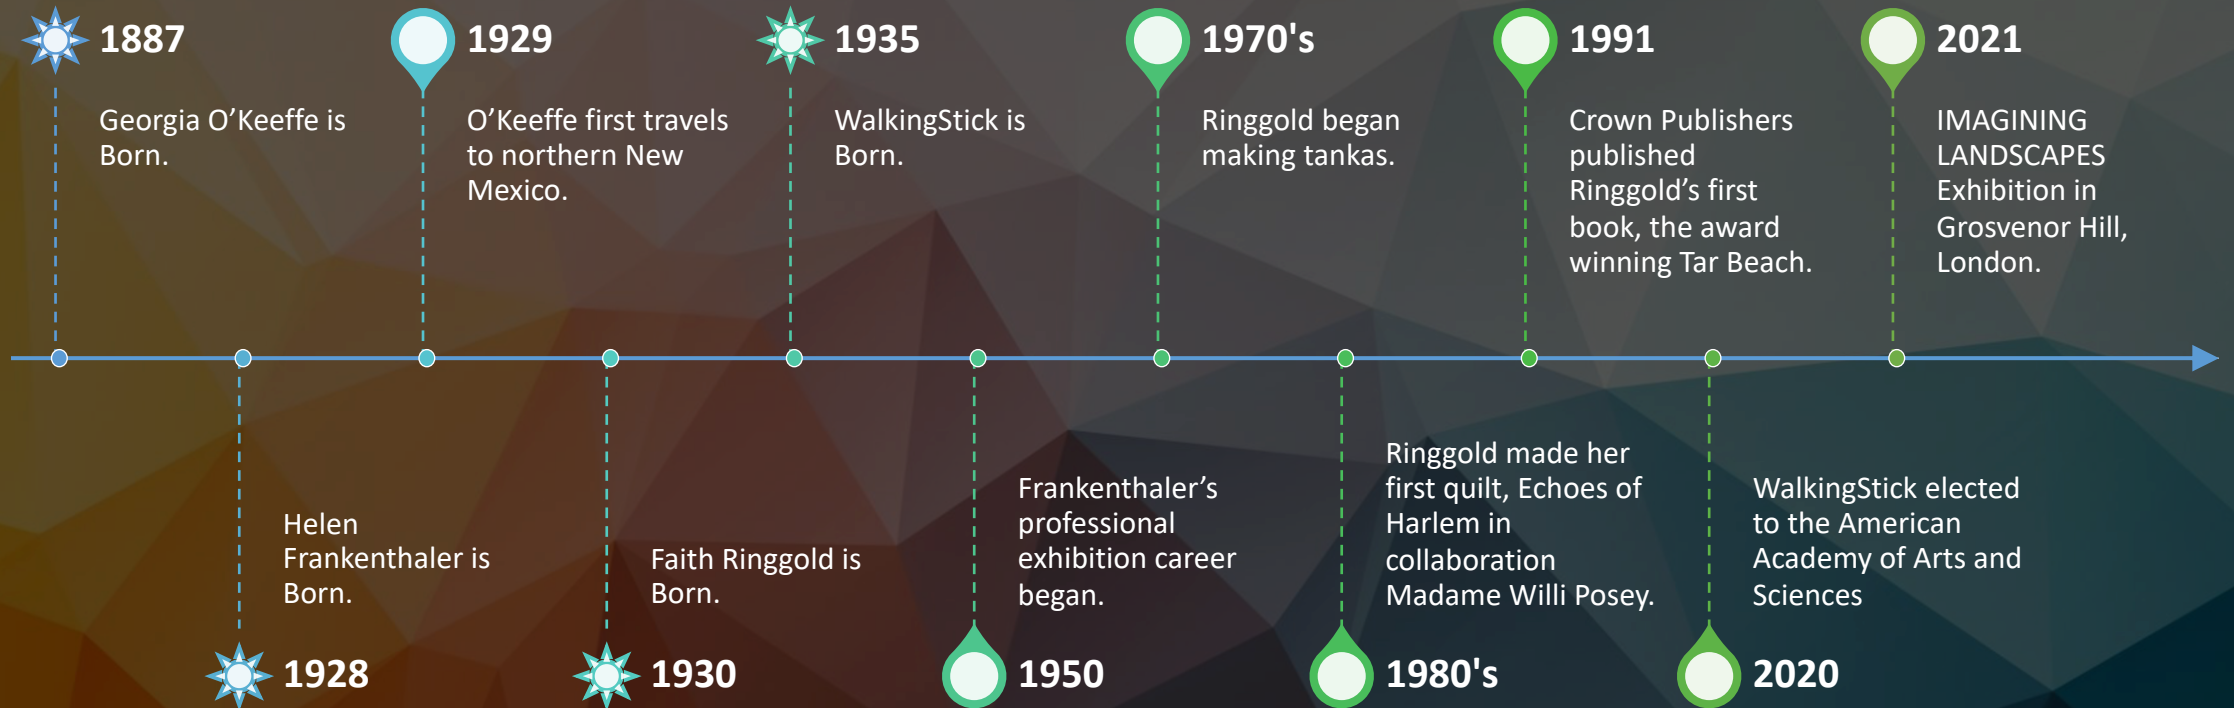 1887
Georgia O’Keeffe is
Born.
1929
O’Keeffe first travels
to northern New
Mexico.
1935
WalkingStick is
Born.
1970's
Ringgold began
making tankas.
1991
Crown Publishers
published
Ringgold’s first
book, the award
winning Tar Beach.
2021
IMAGINING
LANDSCAPES
Exhibition in
Grosvenor Hill,
London.
Helen
Frankenthaler is
Born.
1928
Faith Ringgold is
Born.
1930
Frankenthaler’s
professional
exhibition career
began.
1950
Ringgold made her
first quilt, Echoes of
Harlem in
collaboration
Madame Willi Posey.
1980's
WalkingStick elected
to the American
Academy of Arts and
Sciences
2020